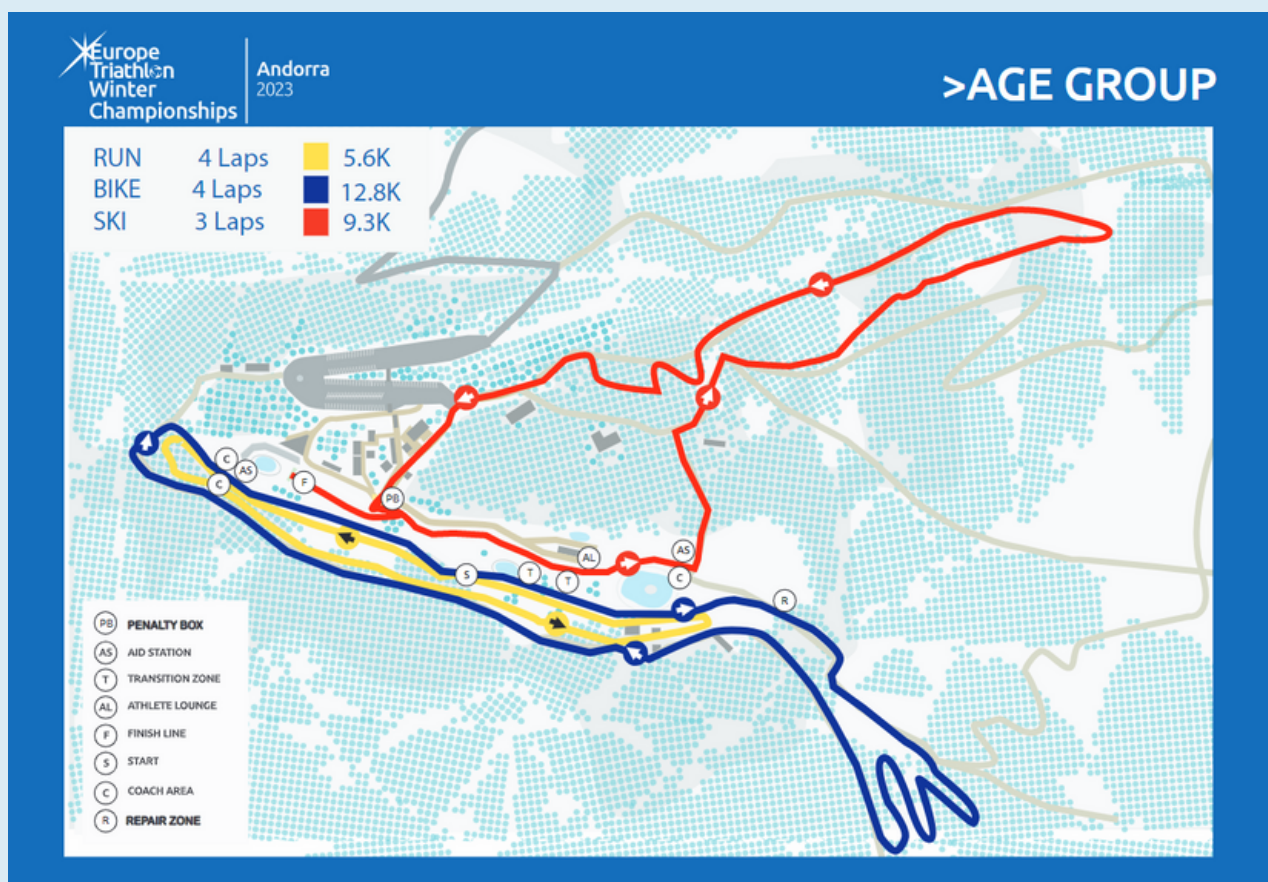 Europe
Triathlon
Winter
Championships
Andorra
2023
>AGE GROUP
RUN 4 Laps 5.6K
BIKE 4 Laps 12.8K
SKI 3 Laps 9.3K
C
AS
C
F
PB
S
T
T
AL
AS
C
R
PB PENALTY BOX
AS AID STATION
T TRANSITION ZONE
AL ATHLETE LOUNGE
F FINISH LINE
S START
C COACH AREA
R REPAIR ZONE